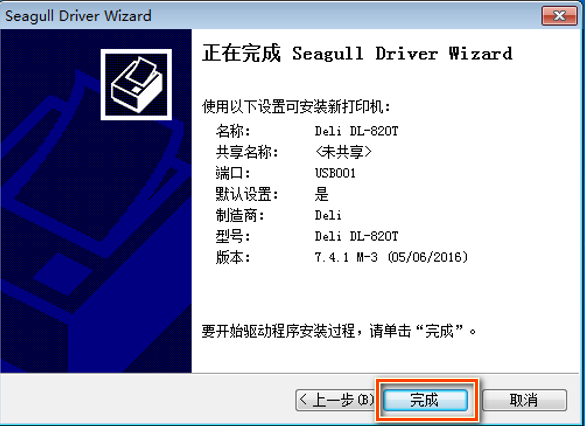 Seagull Driver Wizard
正在完成 Seagull Driver Wizard
使用以下设置可安装新打印机：
名称： Deli DL-820T
共享名称： <未共享>
端口： USB001
默认设置： 是
制造商： Deli
型号： Deli DL-820T
版本： 7.4.1 M-3 (05/06/2016)
要开始驱动程序安装过程，请单击“完成”。
< 上一步(B) 完成 取消